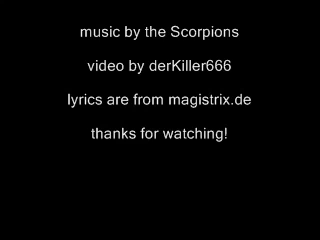 music by the Scorpions
video by derKiller666
lyrics are from magistrix.de
thanks for watching!